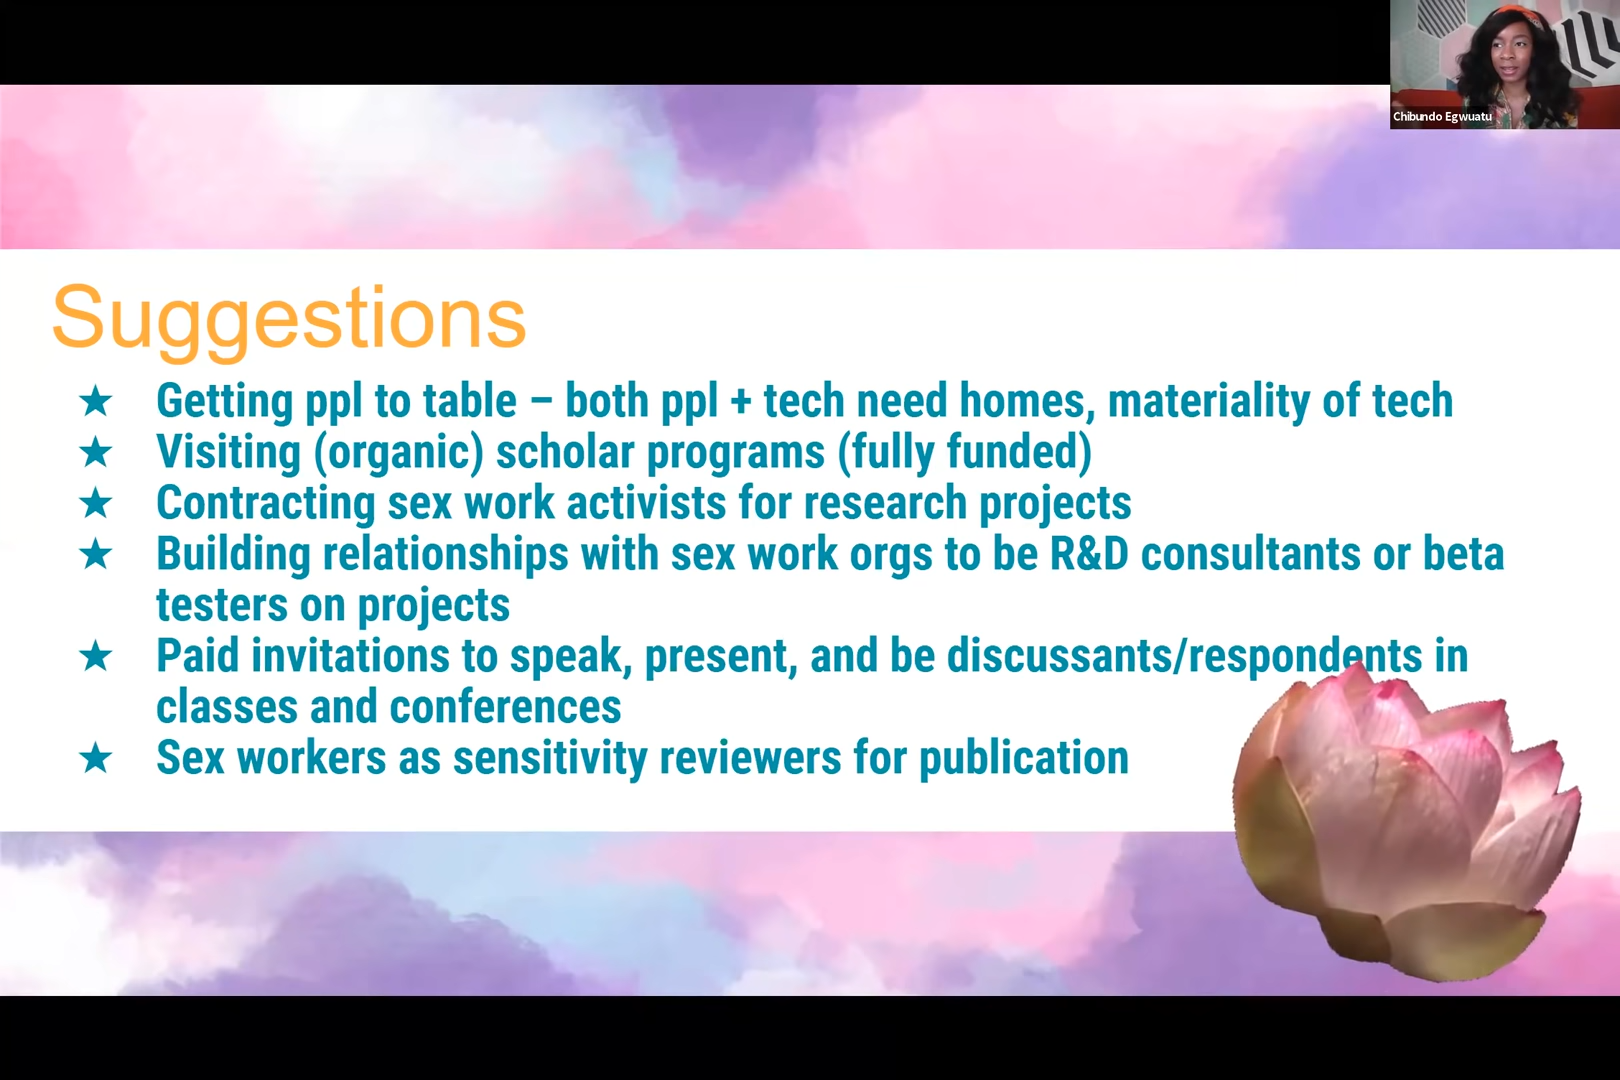 Chibundo Egwuatu
Suggestions
★ Getting ppl to table – both ppl + tech need homes, materiality of tech
★ Visiting (organic) scholar programs (fully funded)
★ Contracting sex work activists for research projects
★ Building relationships with sex work orgs to be R&D consultants or beta
testers on projects
★ Paid invitations to speak, present, and be discussants/respondents in
classes and conferences
★ Sex workers as sensitivity reviewers for publication